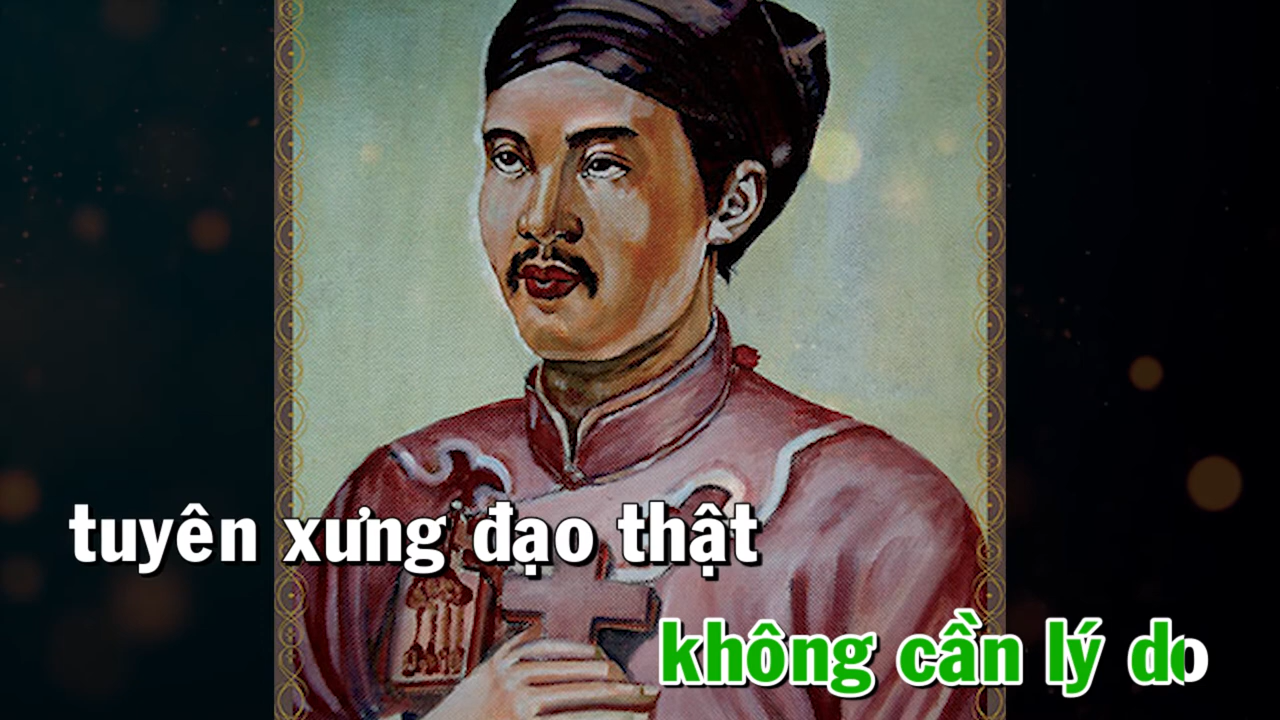 tuyên xưng đạo thật
không cần lý do